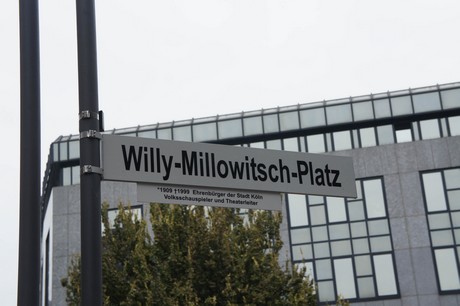 Willy-Millowitsch-Platz
*1909 †1999 Ehrenbürger der Stadt Köln
Volksschauspieler und Theaterleiter